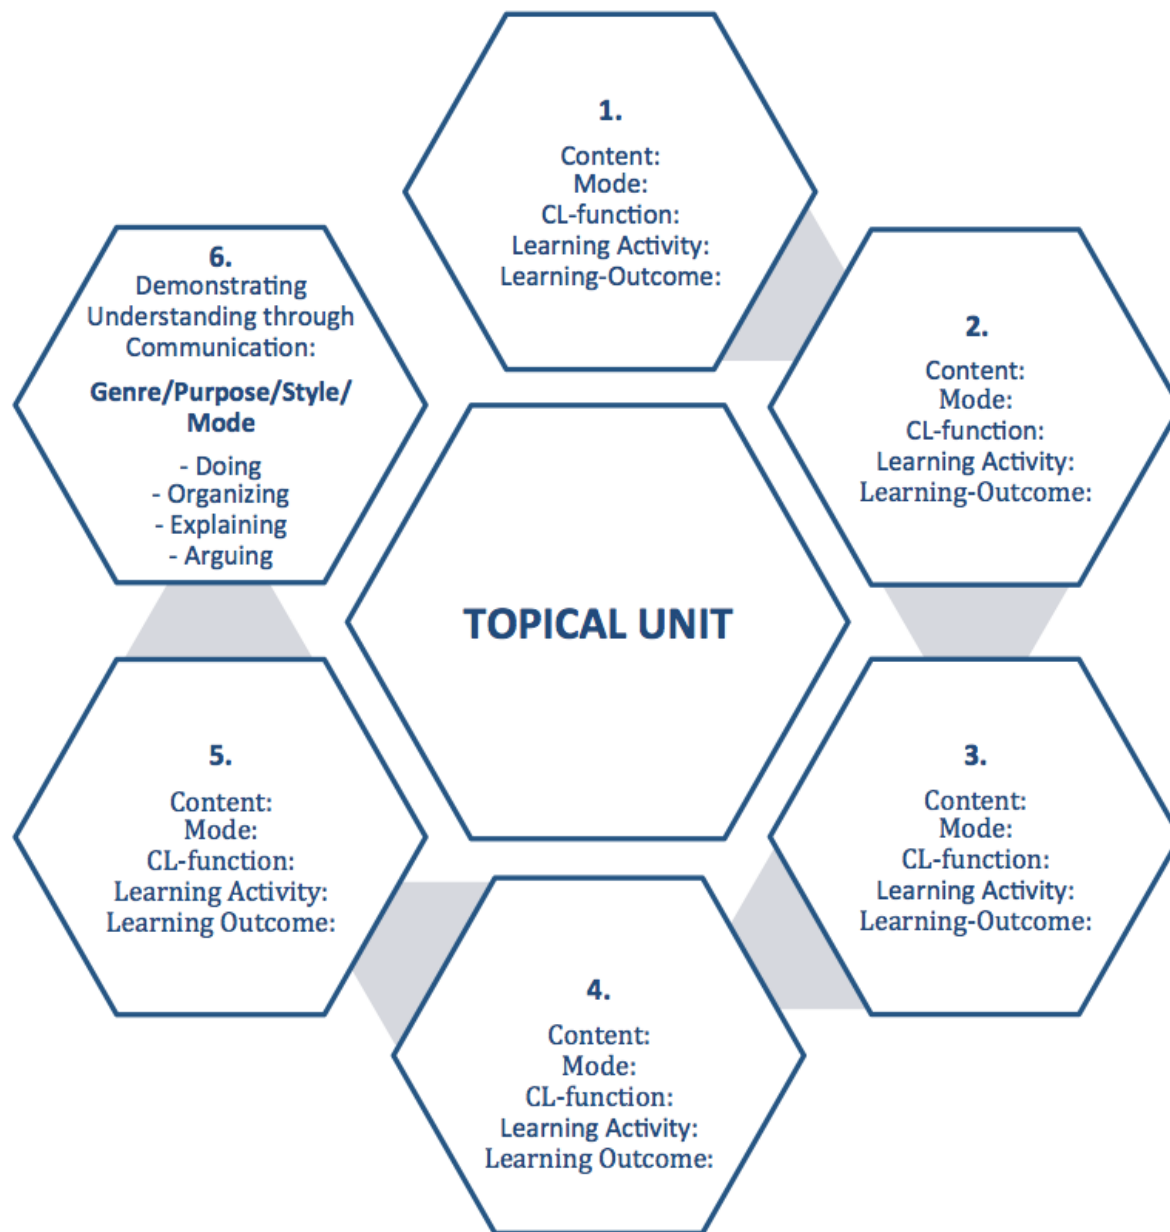 1.
Content:
Mode:
CL-function:
Learning Activity:
Learning-Outcome:
2.
Content:
Mode:
CL-function:
Learning Activity:
Learning-Outcome:
3.
Content:
Mode:
CL-function:
Learning Activity:
Learning-Outcome:
4.
Content:
Mode:
CL-function:
Learning Activity:
Learning Outcome:
5.
Content:
Mode:
CL-function:
Learning Activity:
Learning Outcome:
6.
Demonstrating
Understanding through
Communication:
Genre/Purpose/Style/
Mode
- Doing
- Organizing
- Explaining
- Arguing
TOPICAL UNIT